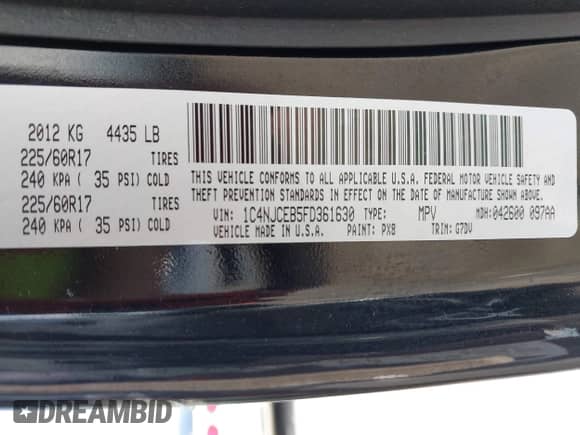 2012 KG 4435 LB
225/60R17 TIRES
240 KPA ( 35 PSI) COLD
225/60R17 TIRES
240 KPA ( 35 PSI) COLD
THIS VEHICLE CONFORMS TO ALL APPLICABLE U.S.A. FEDERAL MOTOR VEHICLE SAFETY AND
THEFT PREVENTION STANDARDS IN EFFECT ON THE DATE OF MANUFACTURE SHOWN ABOVE.
VIN: 1C4NJCEB5FD361630 TYPE: MPV MDH:042600 097AA
VEHICLE MADE IN U.S.A. PAINT: PX8 TRIM: G7DV
DREAMBID